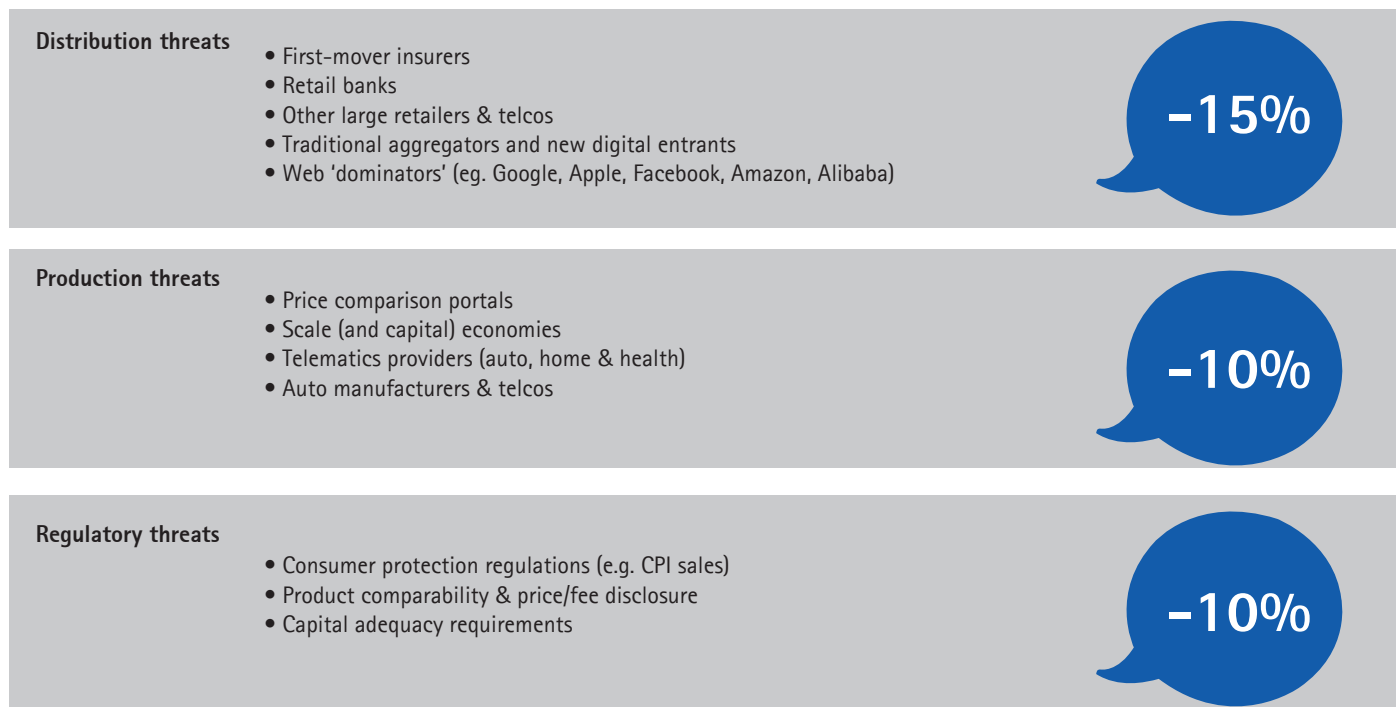 Distribution threats
• First-mover insurers
• Retail banks
• Other large retailers & telcos
• Traditional aggregators and new digital entrants
• Web ‘dominators’ (eg. Google, Apple, Facebook, Amazon, Alibaba)
-15%
Production threats
• Price comparison portals
• Scale (and capital) economies
• Telematics providers (auto, home & health)
• Auto manufacturers & telcos
-10%
Regulatory threats
• Consumer protection regulations (e.g. CPI sales)
• Product comparability & price/fee disclosure
• Capital adequacy requirements
-10%